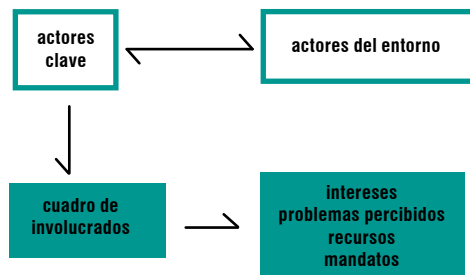 actores
clave
actores del entorno
cuadro de
involucrados
intereses
problemas percibidos
recursos
mandatos